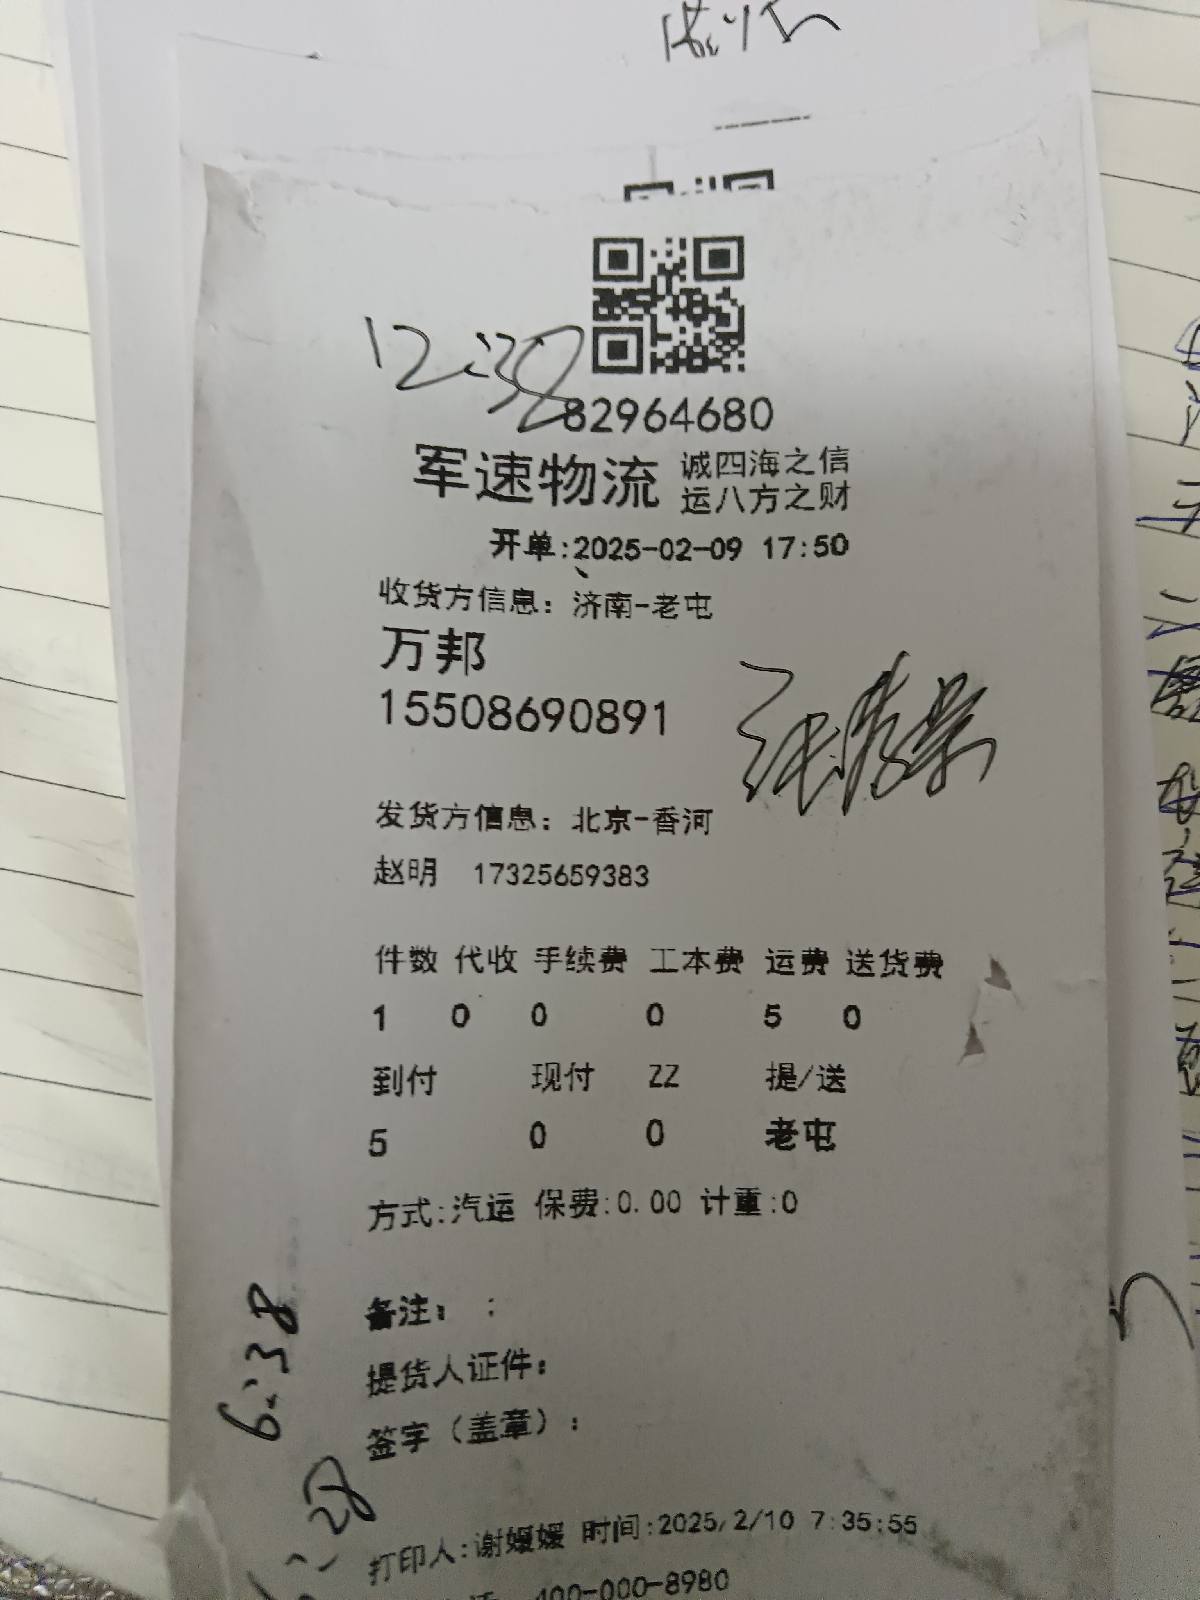 12:38
82964680
军速物流 诚四海之信
运八方之财
开单:2025-02-09 17:50
收货方信息: 济南-老屯
万邦
15508690891
发货方信息: 北京-香河
赵明 17325659383
件数 代收 手续费 工本费 运费 送货费
1 0 0 0 5 0
到付 现付 ZZ 提/送
5 0 0 老屯
方式:汽运 保费:0.00 计重:0
备注: :
提货人证件:
签字(盖章):
6:38
打印人:谢媛媛 时间:2025/2/10 7:35:55
400-000-8980